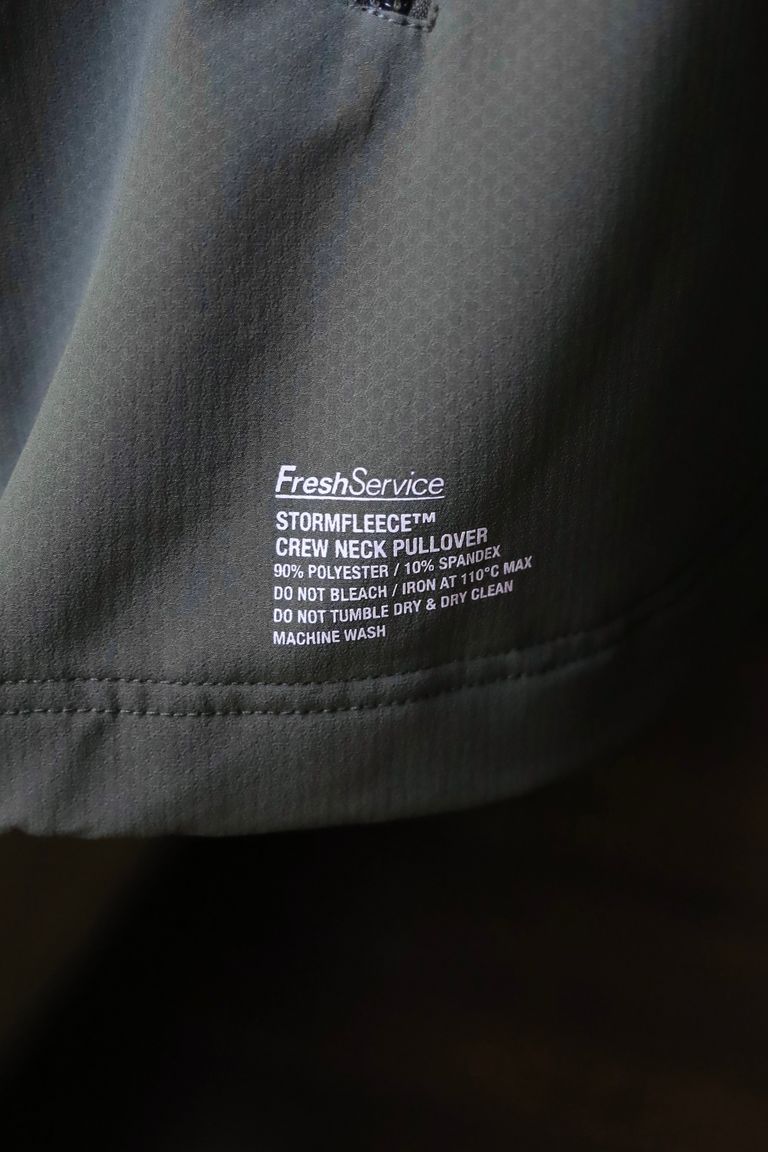 FreshService
STORMFLEECE™
CREW NECK PULLOVER
90% POLYESTER / 10% SPANDEX
DO NOT BLEACH / IRON AT 110°C MAX
DO NOT TUMBLE DRY & DRY CLEAN
MACHINE WASH